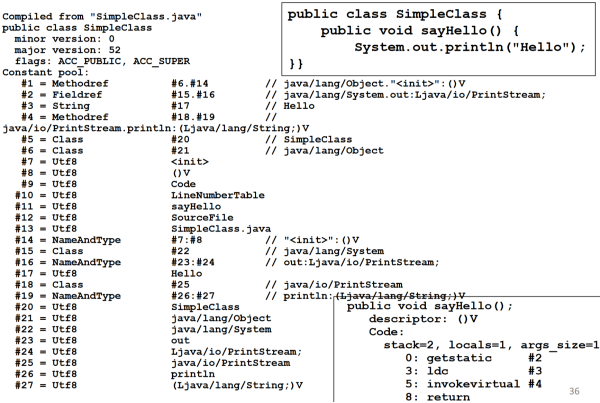 Compiled from "SimpleClass.java"
public class SimpleClass
minor version: 0
major version: 52
flags: ACC_PUBLIC, ACC_SUPER
Constant pool:
#1 = Methodref #6.#14 // java/lang/Object."<init>":()V
#2 = Fieldref #15.#16 // java/lang/System.out:Ljava/io/PrintStream;
#3 = String #17 // Hello
#4 = Methodref #18.#19 //
java/io/PrintStream.println:(Ljava/lang/String;)V
#5 = Class #20 // SimpleClass
#6 = Class #21 // java/lang/Object
#7 = Utf8 <init>
#8 = Utf8 ()V
#9 = Utf8 Code
#10 = Utf8 LineNumberTable
#11 = Utf8 sayHello
#12 = Utf8 SourceFile
#13 = Utf8 SimpleClass.java
#14 = NameAndType #7:#8 // "<init>":()V
#15 = Class #22 // java/lang/System
#16 = NameAndType #23:#24 // out:Ljava/io/PrintStream;
#17 = Utf8 Hello
#18 = Class #25 // java/io/PrintStream
#19 = NameAndType #26:#27 // println:(Ljava/lang/String;)V
#20 = Utf8 SimpleClass
#21 = Utf8 java/lang/Object
#22 = Utf8 java/lang/System
#23 = Utf8 out
#24 = Utf8 Ljava/io/PrintStream;
#25 = Utf8 java/io/PrintStream
#26 = Utf8 println
#27 = Utf8 (Ljava/lang/String;)V
public class SimpleClass {
public void sayHello() {
System.out.println("Hello");
}}
public void sayHello();
descriptor: ()V
Code:
stack=2, locals=1, args_size=1
0: getstatic #2
3: ldc #3
5: invokevirtual #4
8: return
36